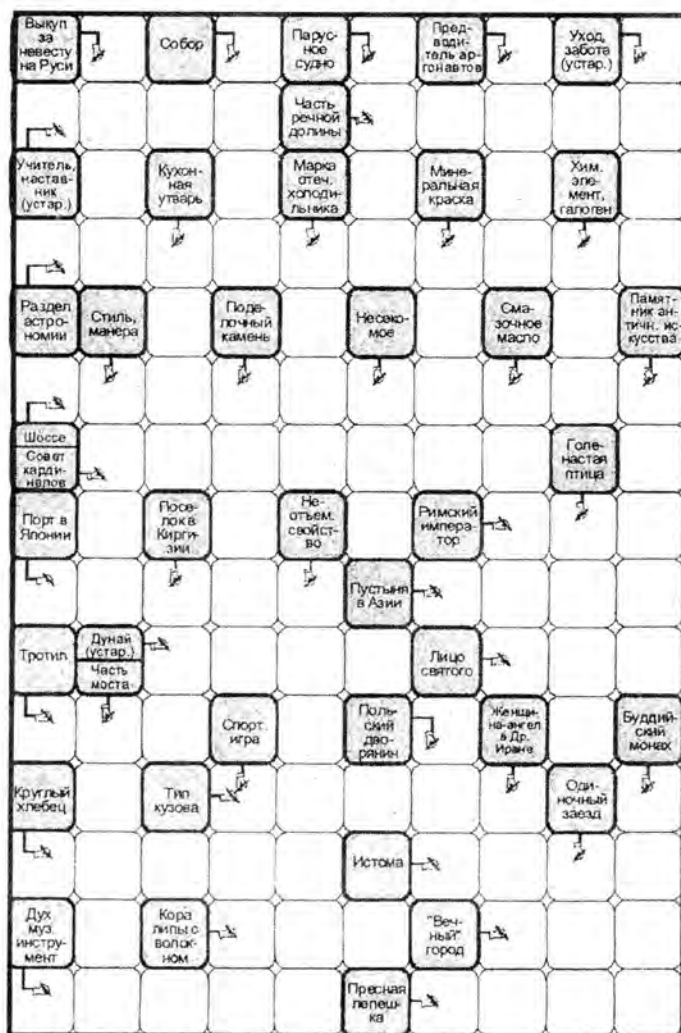 Выкуп
за
невесту
на Руси
Собор
Парус-
ное
судно
Пред-
водитель
ар-
гонавтов
Уход,
забота
(устар.)
Часть
речной
долины
Учитель,
настав-
ник
(устар.)
Кухон-
ная
утварь
Марка
отеч.
холоди-
льника
Мине-
ральная
краска
Хим.
эле-
мент,
галоген
Раздел
астро-
номии
Стиль,
манера
Поде-
лочный
камень
Несеко-
мое
Сма-
зочное
масло
Памят-
ник ан-
тичн. ис-
кусства
Шоссе
Совет
карди-
налов
Голе-
настая
птица
Порт в
Японии
Посе-
лок в
Кирги-
зии
Не-
отъем.
свойст-
во
Римский
импера-
тор
Пустыня
в Азии
Тротил
Дунай
(устар.)
Часть
моста
Лицо
святого
Спорт.
игра
Поль-
ский
дво-
рянин
Женщи-
на-ангел
в Др.
Иране
Буддий-
ский
монах
Круглый
хлебец
Тип
кузова
Оди-
ночный
заезд
Истома
Дух.
муз.
инстру-
мент
Кора
липы с
волок-
ном
"Веч-
ный"
город
Пресная
лепеш-
ка